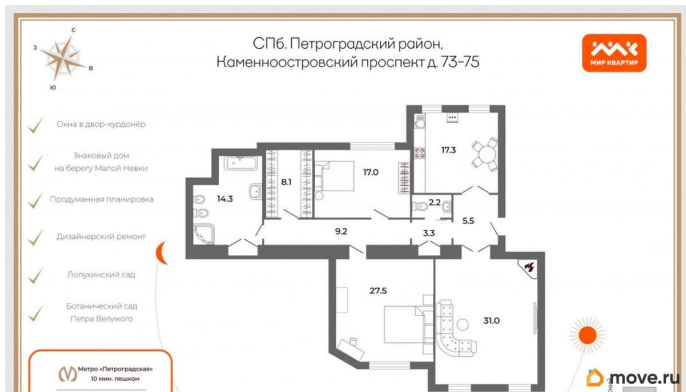 С
З
В
Ю
СПб. Петроградский район,
Каменноостровский проспект д. 73-75
МИР КВАРТИР
Окна в двор-курдонёр
Знаковый дом
на берегу Малой Невки
Продуманная планировка
Дизайнерский ремонт
Лопухинский сад
Ботанический сад
Петра Великого
Метро «Петроградская»
10 мин. пешком
17.3
17.0
8.1
14.3
2.2
5.5
9.2
3.3
27.5
31.0
move.ru